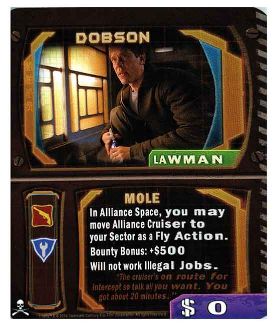 DOBSON
LAWMAN
MOLE
In Alliance Space, you may
move Alliance Cruiser to
your Sector as a Fly Action.
Bounty Bonus: +$500
Will not work Illegal Jobs.
"The cruiser's on route for
intercept so talk all you want. You
got about 20 minutes."
$ 0